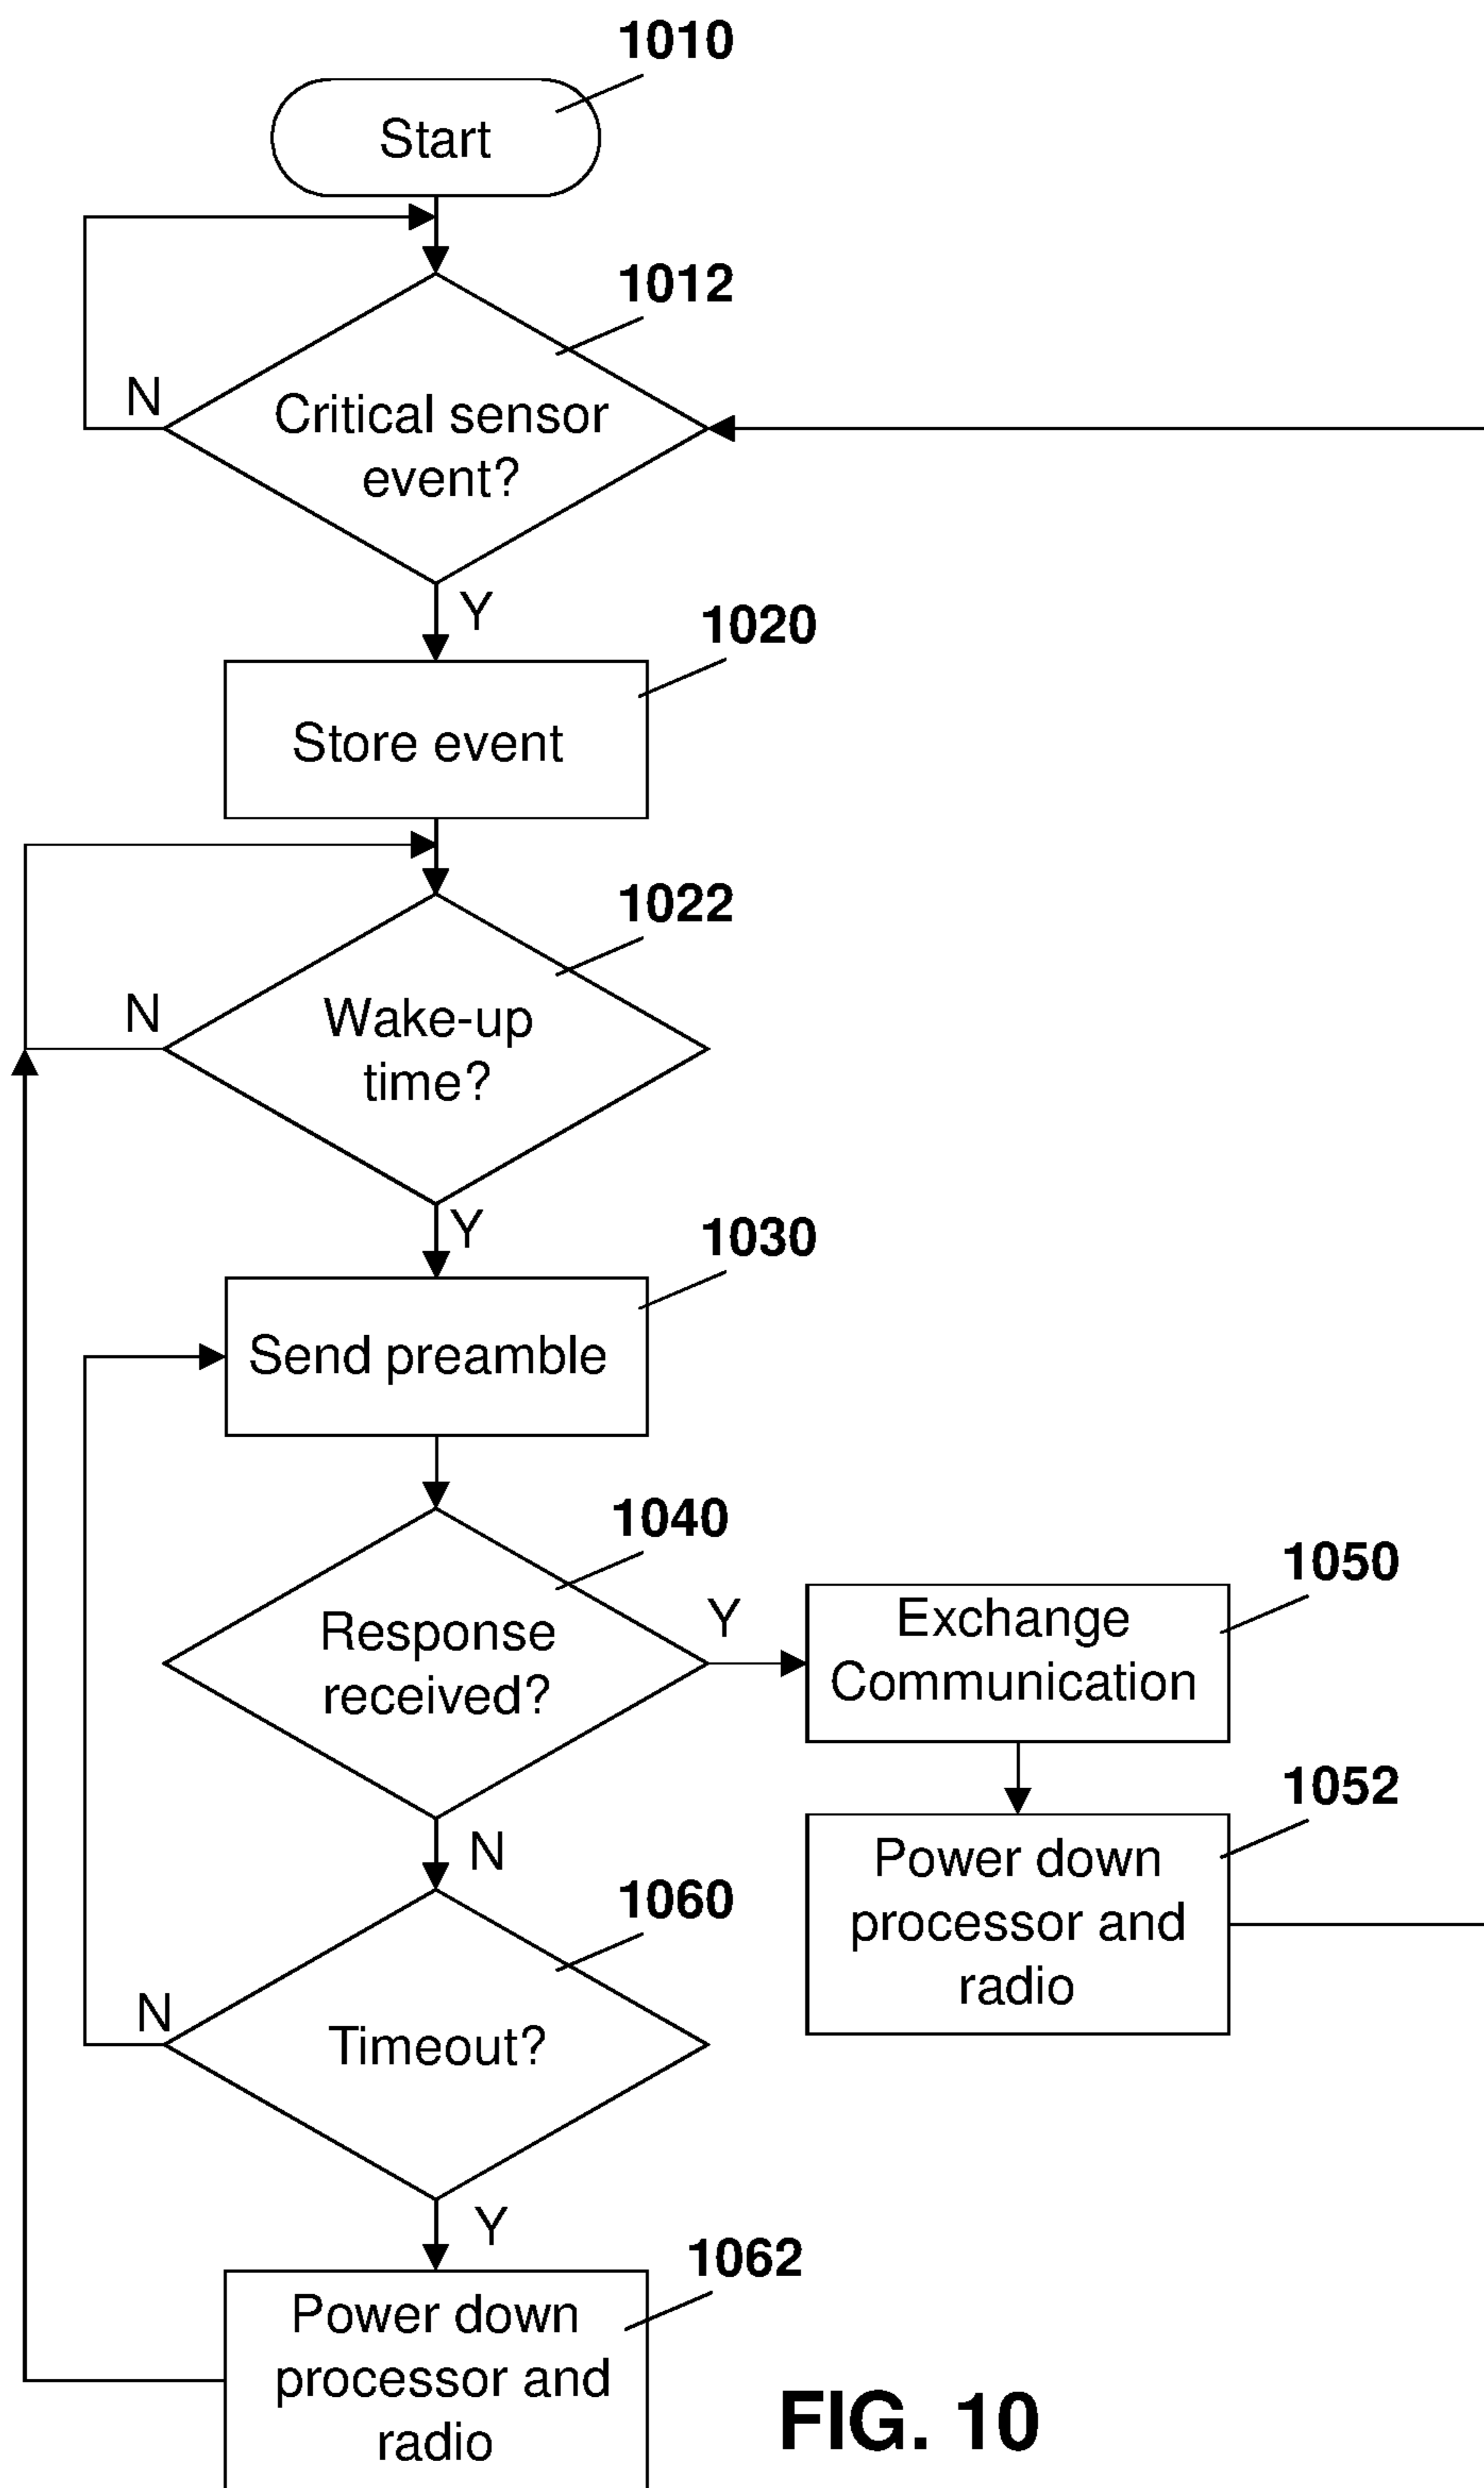 1010
Start
1012
N
Critical sensor
event?
Y
1020
Store event
1022
N
Wake-up
time?
Y
1030
Send preamble
1040
Response
received?
Y
1050
Exchange
Communication
N
1052
Power down
processor and
radio
1060
N
Timeout?
Y
1062
Power down
processor and
radio
FIG. 10